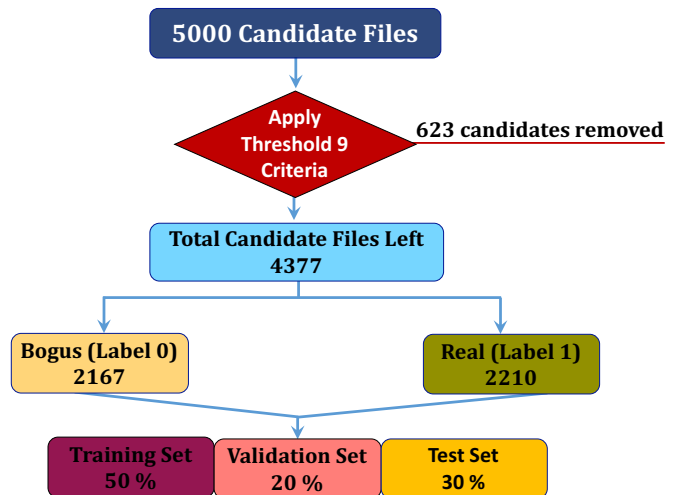 5000 Candidate Files
Apply
Threshold 9
Criteria
623 candidates removed
Total Candidate Files Left
4377
Bogus (Label 0)
2167
Real (Label 1)
2210
Training Set
50 %
Validation Set
20 %
Test Set
30 %